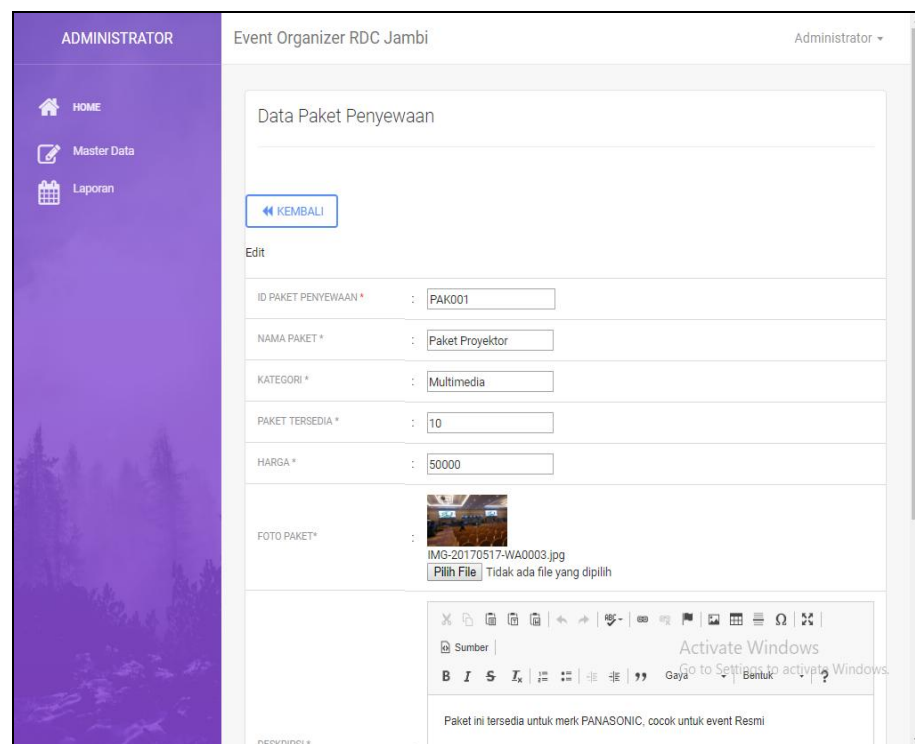 ADMINISTRATOR
Event Organizer RDC Jambi
Administrator
HOME
Master Data
Laporan
Data Paket Penyewaan
KEMBALI
Edit
ID PAKET PENYEWAAN * : PAK001
NAMA PAKET * : Paket Proyektor
KATEGORI * : Multimedia
PAKET TERSEDIA * : 10
HARGA * : 50000
FOTO PAKET* :
IMG-20170517-WA0003.jpg
Pilih File Tidak ada file yang dipilih
Sumber
Activate Windows
Go to Settings to activate Windows.
B I S Ix Gaya Bentuk ?
Paket ini tersedia untuk merk PANASONIC, cocok untuk event Resmi
DESKRIPSI *